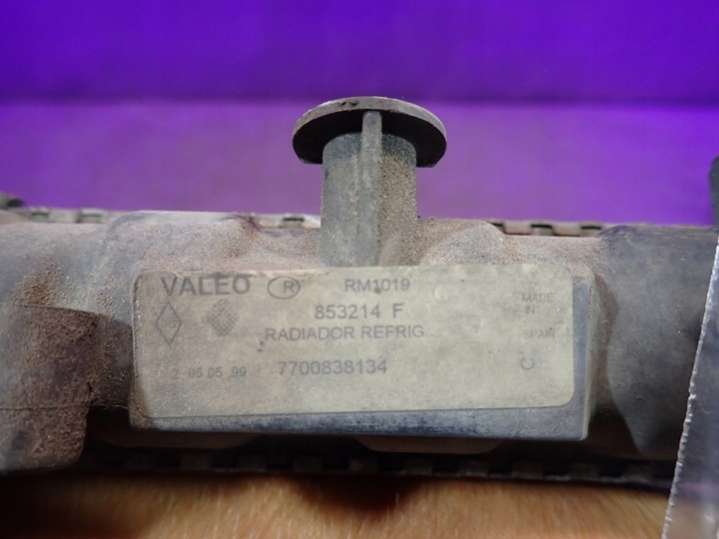 VALEO ® RM1019
853214 F
MADE IN SPAIN
RADIADOR REFRIG
2 05 05 99 7700838134